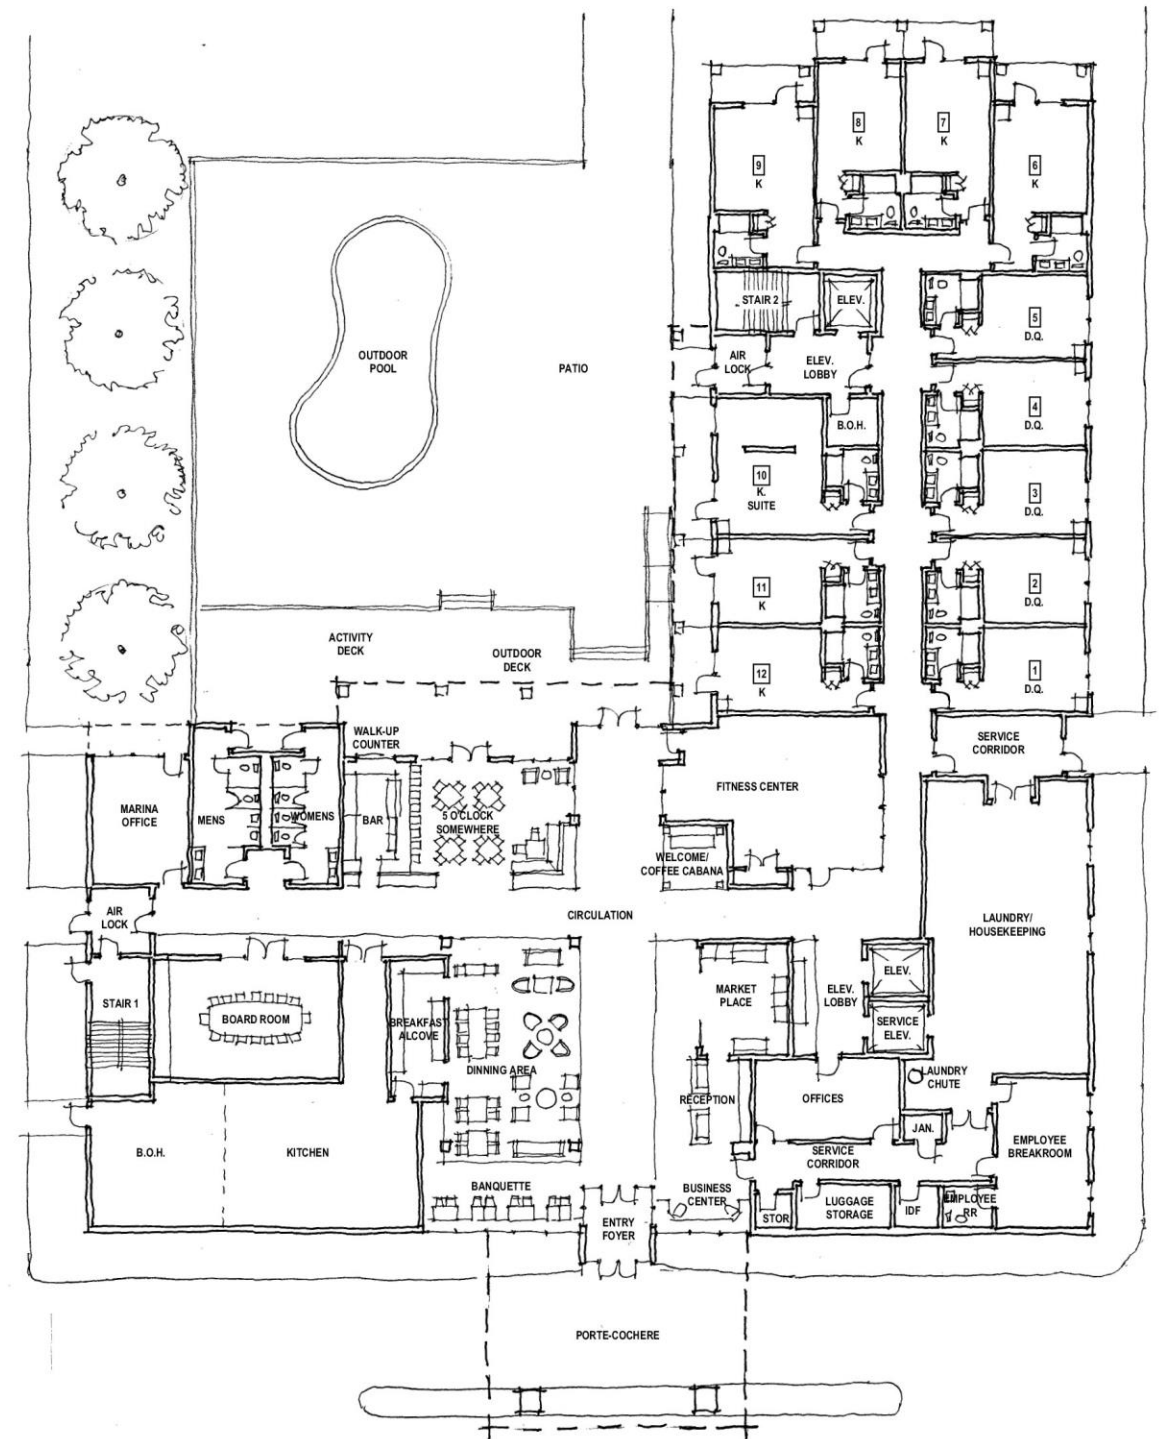 8
K
7
K
9
K
6
K
STAIR 2
ELEV.
5
D.Q.
AIR
LOCK
ELEV.
LOBBY
OUTDOOR
POOL
PATIO
4
D.Q.
B.O.H.
10
K.
SUITE
3
D.Q.
11
K
2
D.Q.
ACTIVITY
DECK
OUTDOOR
DECK
12
K
1
D.Q.
WALK-UP
COUNTER
SERVICE
CORRIDOR
FITNESS CENTER
MARINA
OFFICE
MENS
WOMENS
BAR
5 O'CLOCK
SOMEWHERE
WELCOME/
COFFEE CABANA
AIR
LOCK
CIRCULATION
LAUNDRY/
HOUSEKEEPING
STAIR 1
BOARD ROOM
BREAKFAST
ALCOVE
MARKET
PLACE
ELEV.
LOBBY
ELEV.
SERVICE
ELEV.
DINNING AREA
LAUNDRY
CHUTE
RECEPTION
OFFICES
JAN.
B.O.H.
KITCHEN
SERVICE
CORRIDOR
EMPLOYEE
BREAKROOM
BANQUETTE
BUSINESS
CENTER
STOR
LUGGAGE
STORAGE
IDF
EMPLOYEE
RR
ENTRY
FOYER
PORTE-COCHERE